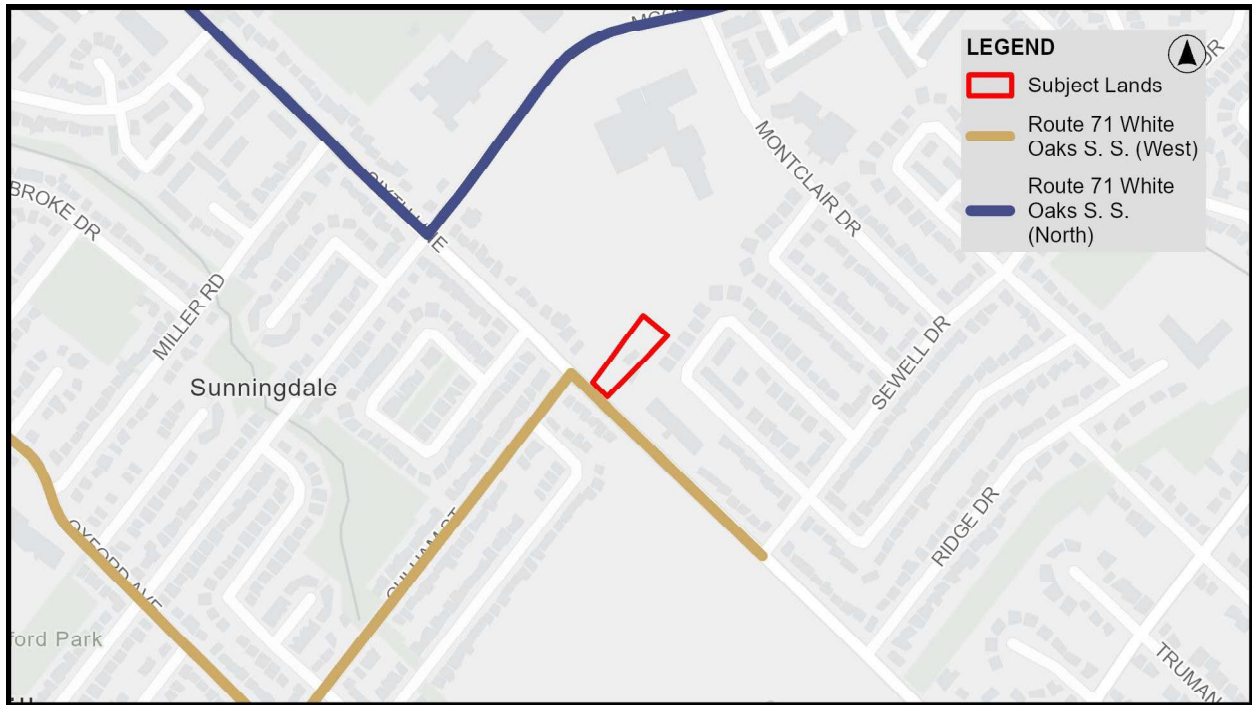 LEGEND
Subject Lands
Route 71 White
Oaks S. S. (West)
Route 71 White
Oaks S. S.
(North)
DR
MONTCLAIR DR
BROKE DR
MILLER RD
Sunningdale
SEWELL DR
RIDGE DR
OXFORD AVE
ford Park
TRUMAN